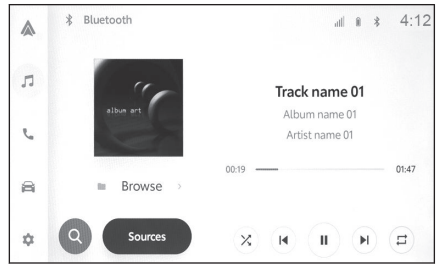 Bluetooth
4:12
album art
Track name 01
Album name 01
Artist name 01
00:19
01:47
Browse
Sources